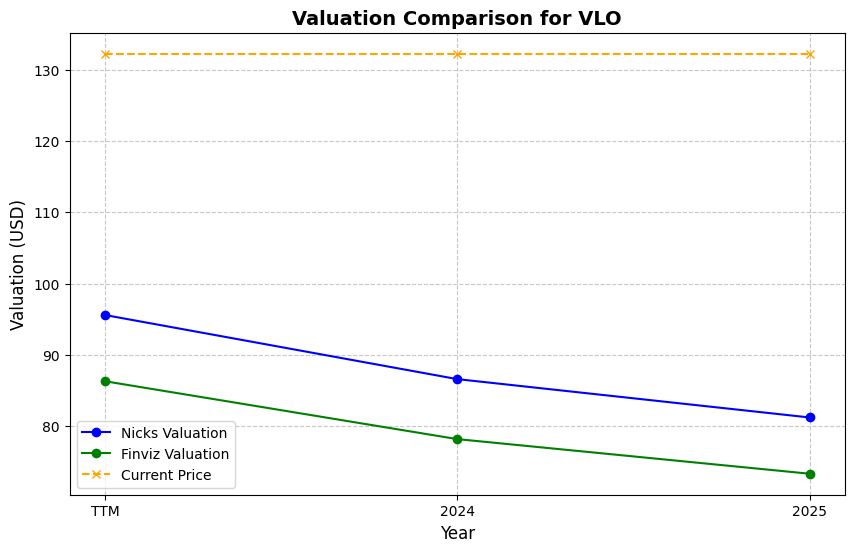 Valuation Comparison for VLO
Valuation (USD)
130
120
110
100
90
80
Nicks Valuation
Finviz Valuation
Current Price
TTM
2024
2025
Year